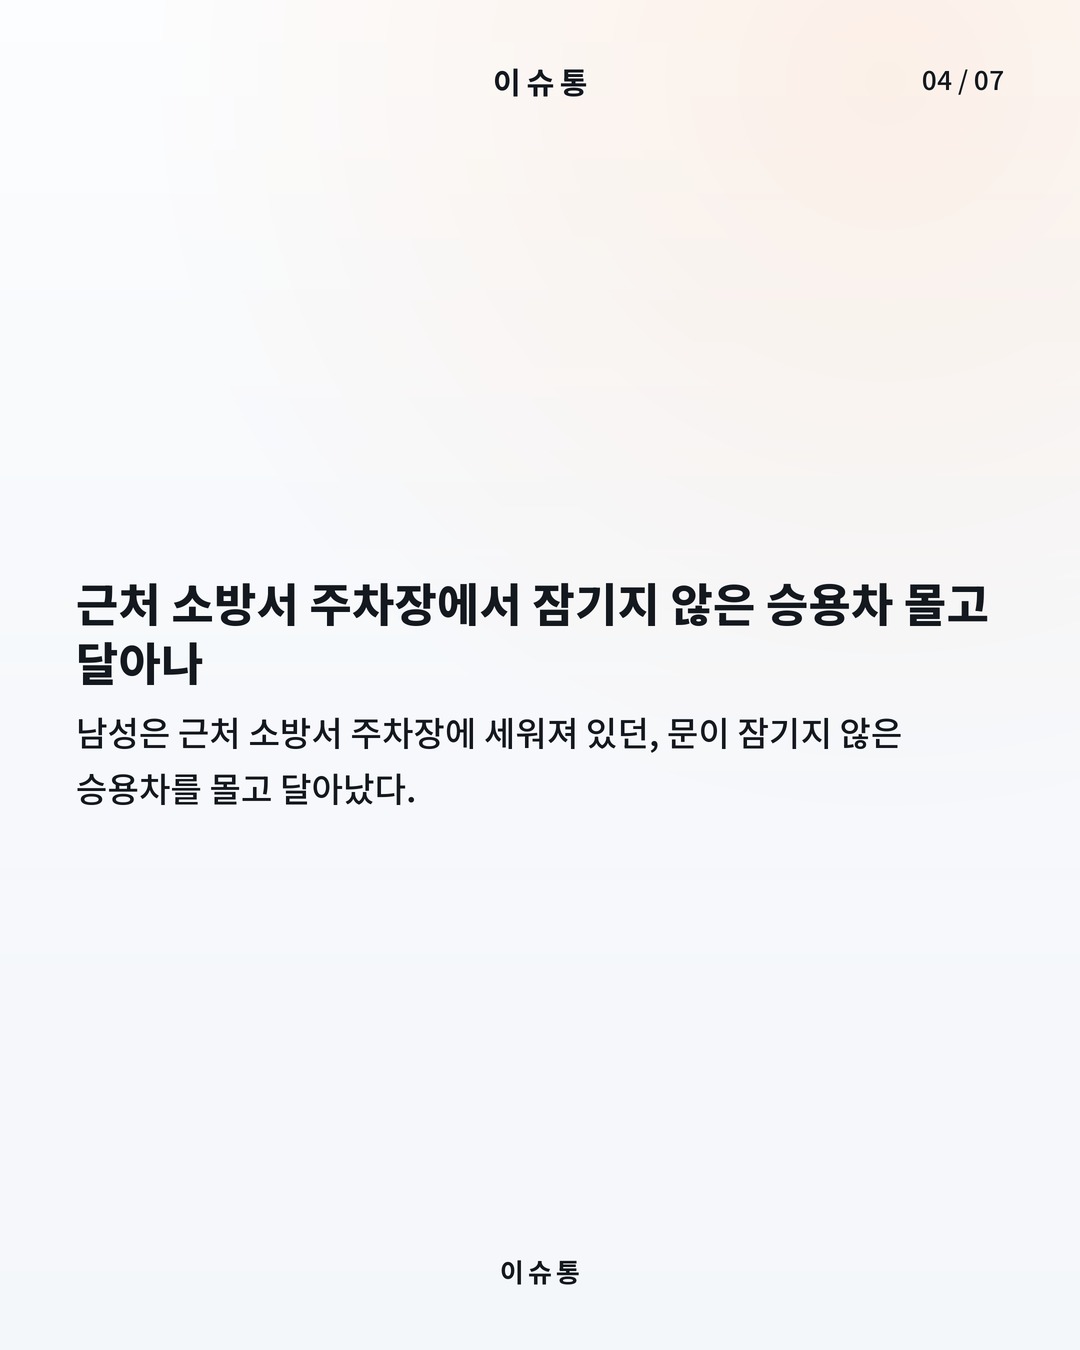 이슈통
04 / 07
근처 소방서 주차장에서 잠기지 않은 승용차 몰고
달아나
남성은 근처 소방서 주차장에 세워져 있던, 문이 잠기지 않은
승용차를 몰고 달아났다.
이슈통